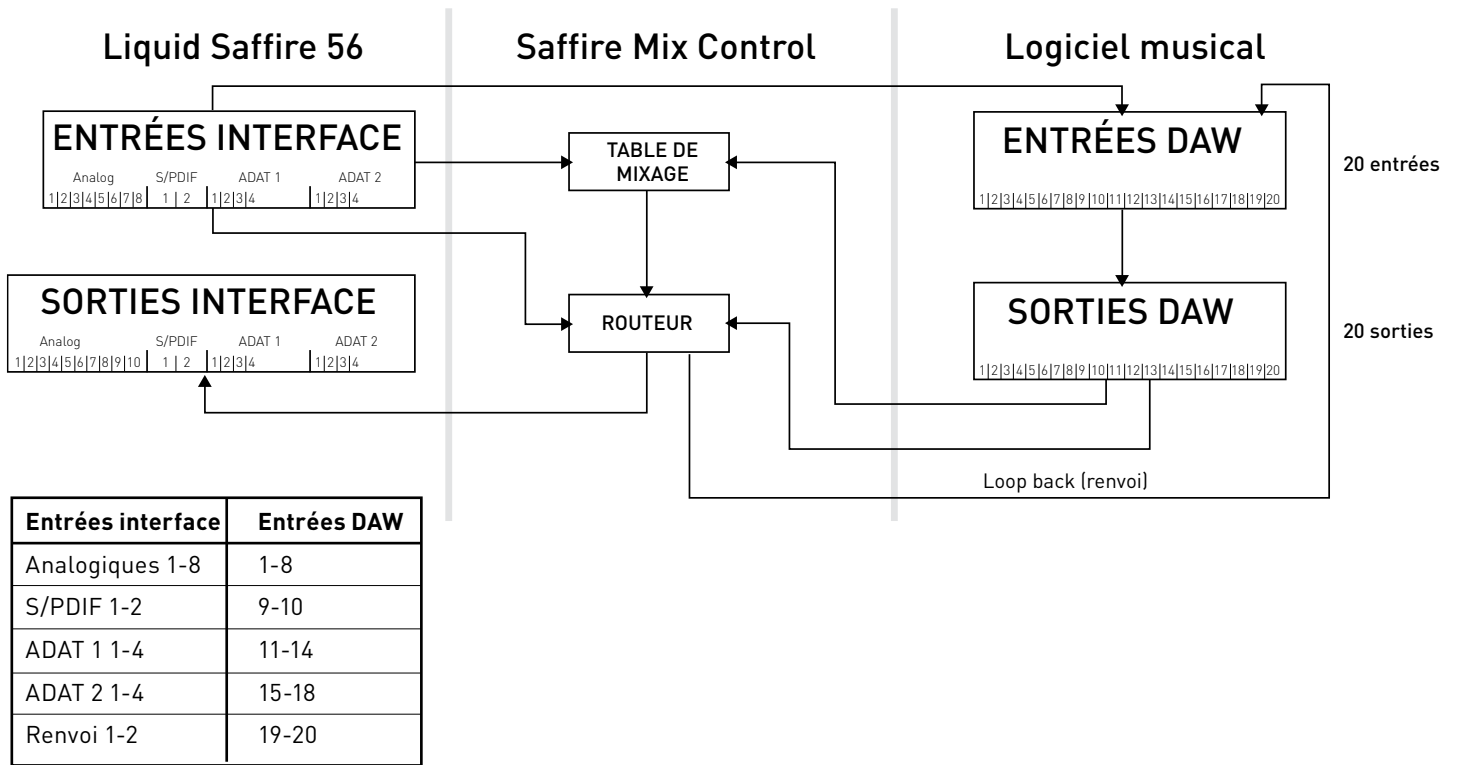 Liquid Saffire 56
Saffire Mix Control
Logiciel musical
ENTRÉES INTERFACE
Analog S/PDIF ADAT 1 ADAT 2
1|2|3|4|5|6|7|8 1 | 2 1|2|3|4 1|2|3|4
TABLE DE
MIXAGE
ENTRÉES DAW
1|2|3|4|5|6|7|8|9|10|11|12|13|14|15|16|17|18|19|20
20 entrées
SORTIES INTERFACE
Analog S/PDIF ADAT 1 ADAT 2
1|2|3|4|5|6|7|8|9|10 1 | 2 1|2|3|4 1|2|3|4
ROUTEUR
SORTIES DAW
1|2|3|4|5|6|7|8|9|10|11|12|13|14|15|16|17|18|19|20
20 sorties
Loop back (renvoi)
Entrées interface Entrées DAW
Analogiques 1-8 1-8
S/PDIF 1-2 9-10
ADAT 1 1-4 11-14
ADAT 2 1-4 15-18
Renvoi 1-2 19-20